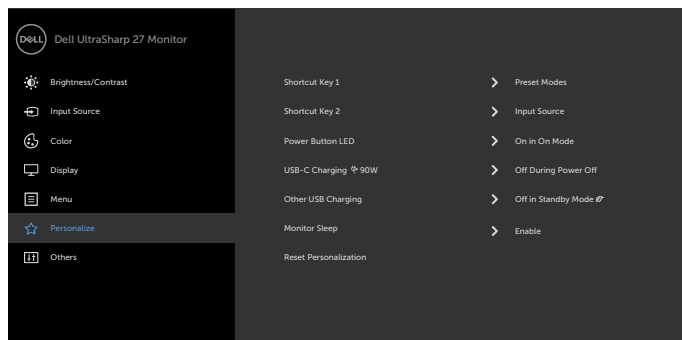 DELL Dell UltraSharp 27 Monitor
Brightness/Contrast
Input Source
Color
Display
Menu
Personalize
Others
Shortcut Key 1 Preset Modes
Shortcut Key 2 Input Source
Power Button LED On in On Mode
USB-C Charging 90W Off During Power Off
Other USB Charging Off in Standby Mode
Monitor Sleep Enable
Reset Personalization